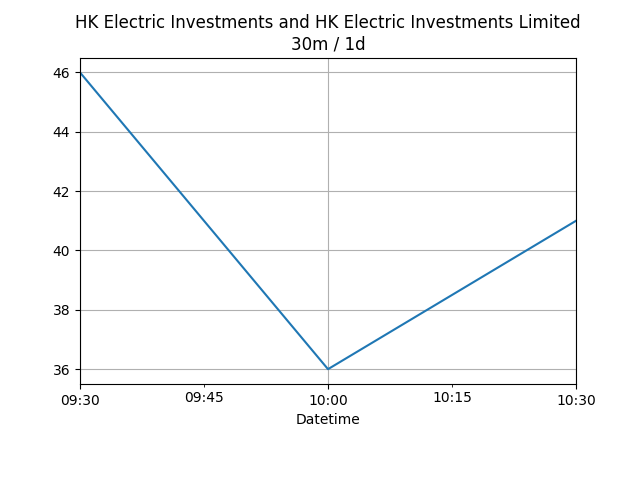 HK Electric Investments and HK Electric Investments Limited
30m / 1d
46
44
42
40
38
36
09:30 09:45 10:00 10:15 10:30
Datetime